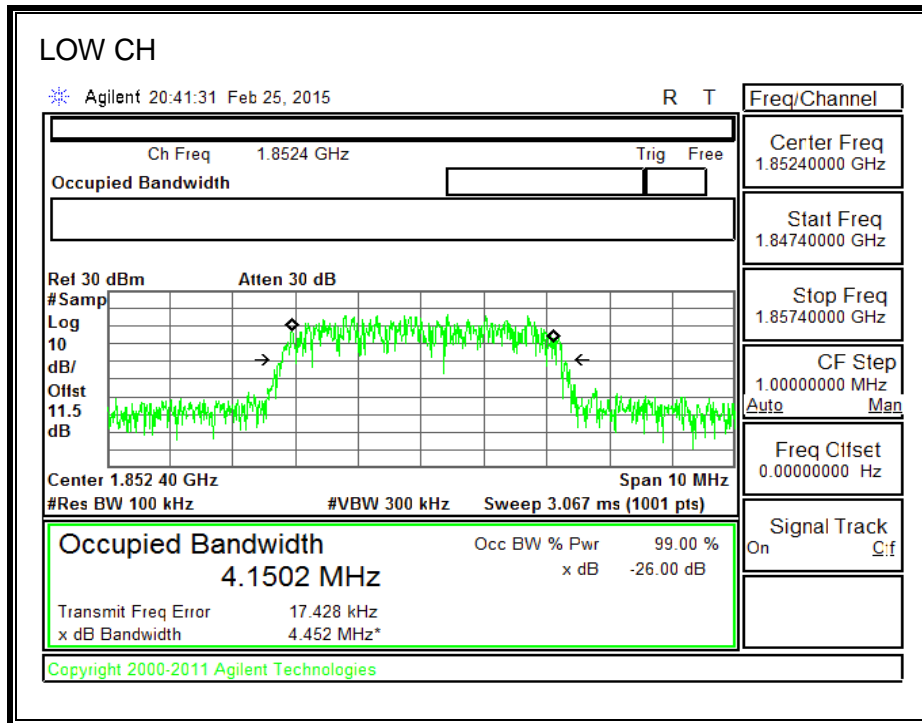 LOW CH
Agilent 20:41:31 Feb 25, 2015 R T
Freq/Channel
Ch Freq 1.8524 GHz Trig Free
Occupied Bandwidth
Center Freq
1.85240000 GHz
Start Freq
1.84740000 GHz
Stop Freq
1.85740000 GHz
CF Step
1.00000000 MHz
Auto Man
Freq Offset
0.00000000 Hz
Signal Track
On Off
Ref 30 dBm Atten 30 dB
#Samp
Log
10
dB/
Offst
11.5
dB
Center 1.852 40 GHz Span 10 MHz
#Res BW 100 kHz #VBW 300 kHz Sweep 3.067 ms (1001 pts)
Occupied Bandwidth Occ BW % Pwr 99.00 %
4.1502 MHz x dB -26.00 dB
Transmit Freq Error 17.428 kHz
x dB Bandwidth 4.452 MHz*
Copyright 2000-2011 Agilent Technologies